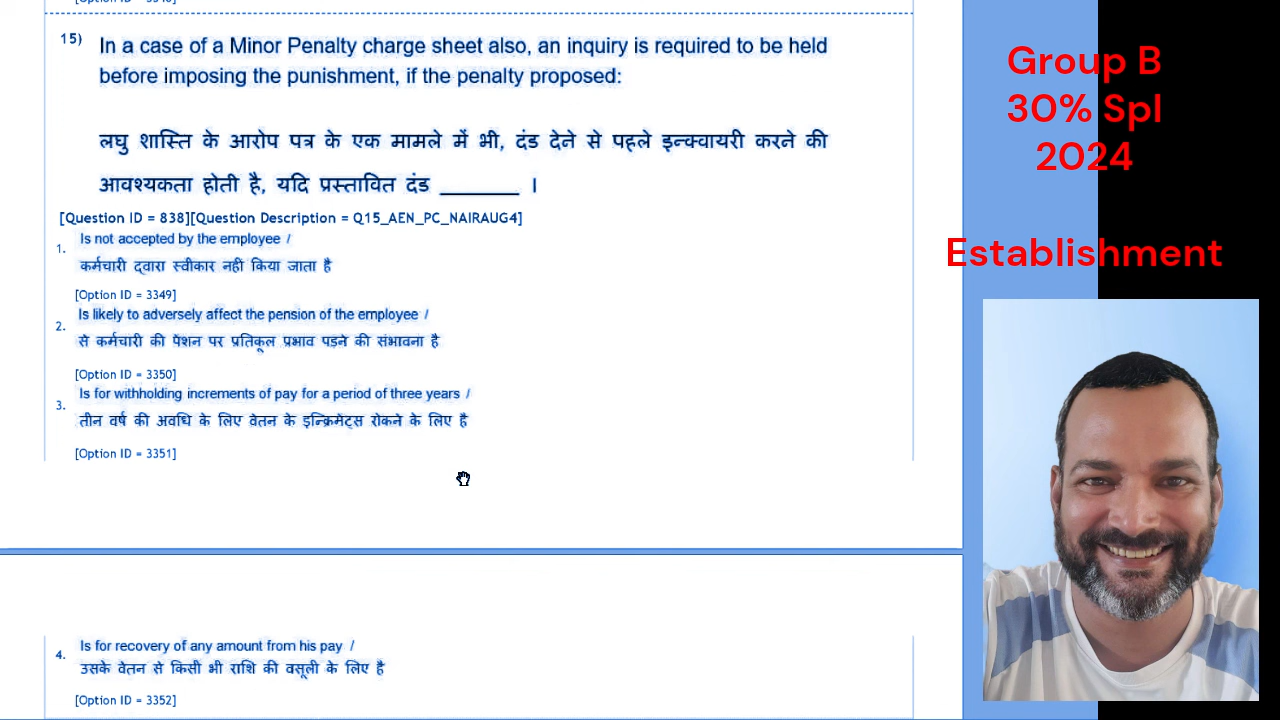 15) In a case of a Minor Penalty charge sheet also, an inquiry is required to be held
before imposing the punishment, if the penalty proposed:
लघु शास्ति के आरोप पत्र के एक मामले में भी, दंड देने से पहले इन्क्वायरी करने की
आवश्यकता होती है, यदि प्रस्तावित दंड ________ ।
[Question ID = 838][Question Description = Q15_AEN_PC_NAIRAUG4]
1. Is not accepted by the employee /
कर्मचारी द्वारा स्वीकार नहीं किया जाता है
[Option ID = 3349]
2. Is likely to adversely affect the pension of the employee /
से कर्मचारी की पेंशन पर प्रतिकूल प्रभाव पड़ने की संभावना है
[Option ID = 3350]
3. Is for withholding increments of pay for a period of three years /
तीन वर्ष की अवधि के लिए वेतन के इन्क्रिमेंट्स रोकने के लिए है
[Option ID = 3351]
4. Is for recovery of any amount from his pay /
उसके वेतन से किसी भी राशि की वसूली के लिए है
[Option ID = 3352]
Group B
30% Spl
2024
Establishment